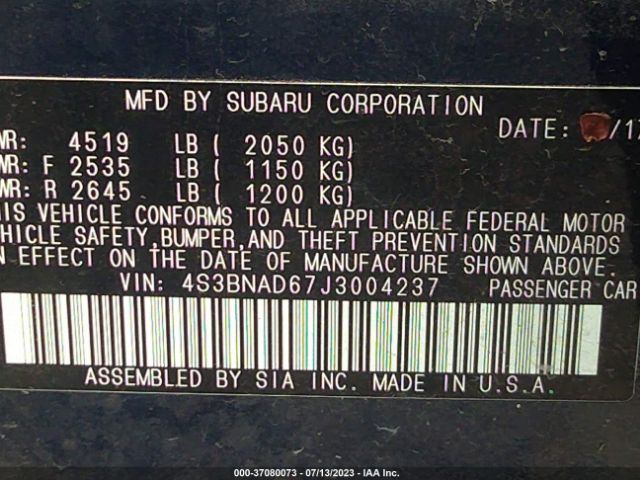 MFD BY SUBARU CORPORATION
DATE: /17
WR: 4519 LB ( 2050 KG)
WR: F 2535 LB ( 1150 KG)
WR: R 2645 LB ( 1200 KG)
IS VEHICLE CONFORMS TO ALL APPLICABLE FEDERAL MOTOR
HICLE SAFETY,BUMPER,AND THEFT PREVENTION STANDARDS
N EFFECT ON THE DATE OF MANUFACTURE SHOWN ABOVE.
VIN: 4S3BNAD67J3004237 PASSENGER CAR
ASSEMBLED BY SIA INC. MADE IN U.S.A.
000-37080073 - 07/13/2023 - IAA Inc.